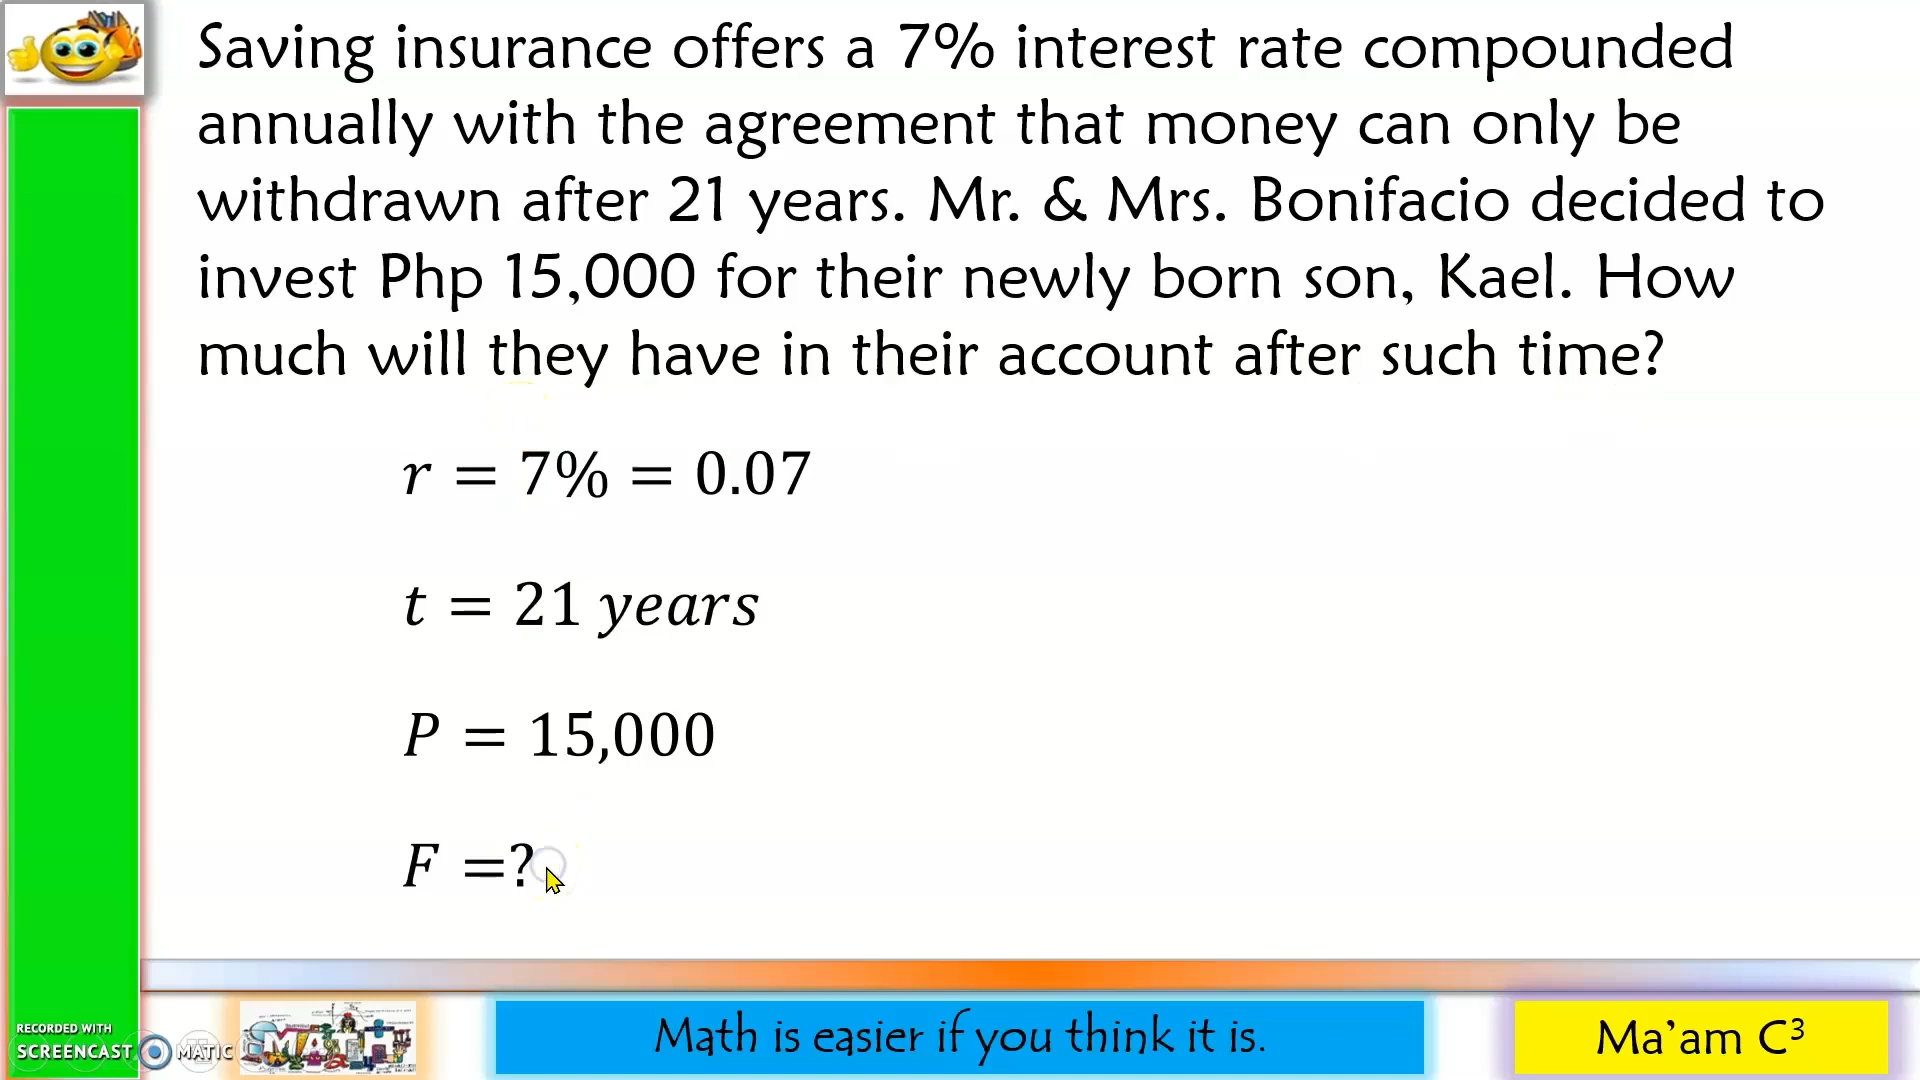 Saving insurance offers a 7% interest rate compounded
annually with the agreement that money can only be
withdrawn after 21 years. Mr. & Mrs. Bonifacio decided to
invest Php 15,000 for their newly born son, Kael. How
much will they have in their account after such time?
r = 7% = 0.07
t = 21 years
P = 15,000
F =?
RECORDED WITH
SCREENCAST MATIC
MATH
Math is easier if you think it is.
Ma’am C³